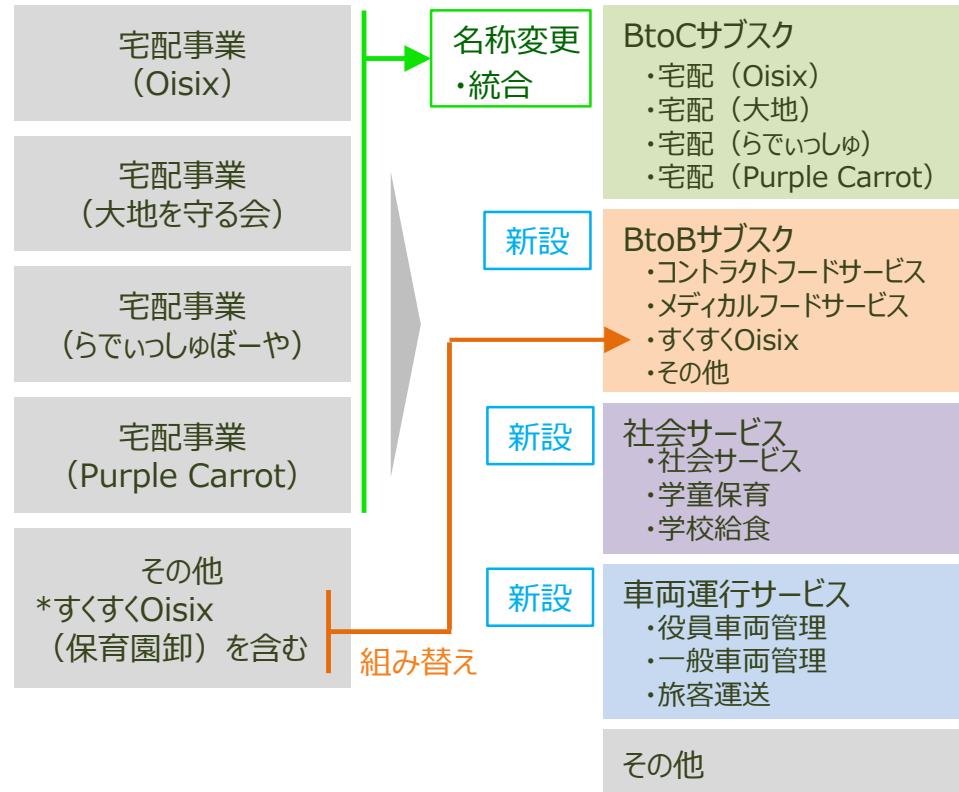 宅配事業
（Oisix）
宅配事業
（大地を守る会）
宅配事業
（らでぃっしゅぼーや）
宅配事業
（Purple Carrot）
その他
*すくすくOisix
（保育園卸）を含む
組み替え
名称変更
・統合
新設
新設
新設
BtoCサブスク
・宅配（Oisix）
・宅配（大地）
・宅配（らでぃっしゅ）
・宅配（Purple Carrot）
BtoBサブスク
・コントラクトフードサービス
・メディカルフードサービス
・すくすくOisix
・その他
社会サービス
・社会サービス
・学童保育
・学校給食
車両運行サービス
・役員車両管理
・一般車両管理
・旅客運送
その他